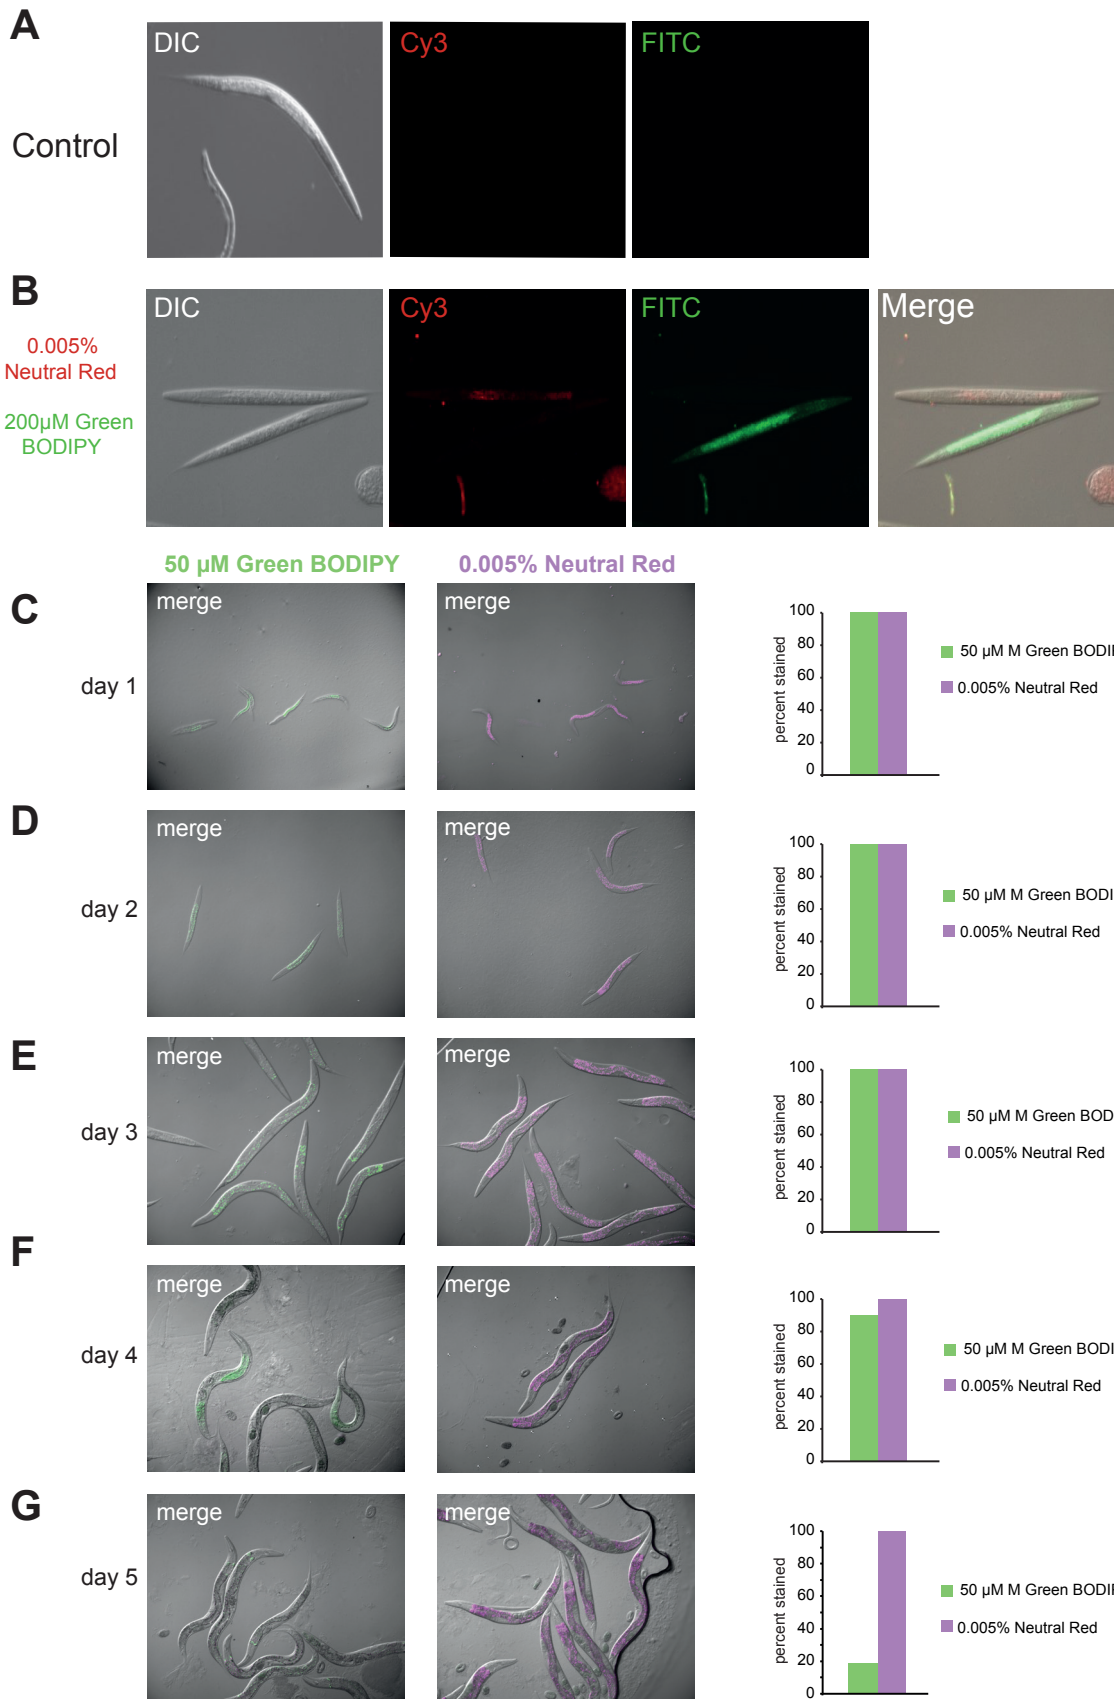 A
Control
DIC
Cy3
FITC
B
0.005%
Neutral Red
200µM Green
BODIPY
DIC
Cy3
FITC
Merge
50 µM Green BODIPY
0.005% Neutral Red
C
day 1
merge
merge
percent stained
100
80
60
40
20
0
50 µM M Green BODI
0.005% Neutral Red
D
day 2
merge
merge
percent stained
100
80
60
40
20
0
50 µM M Green BODI
0.005% Neutral Red
E
day 3
merge
merge
percent stained
100
80
60
40
20
0
50 µM M Green BOD
0.005% Neutral Red
F
day 4
merge
merge
percent stained
100
80
60
40
20
0
50 µM M Green BODI
0.005% Neutral Red
G
day 5
merge
merge
percent stained
100
80
60
40
20
0
50 µM M Green BODI
0.005% Neutral Red